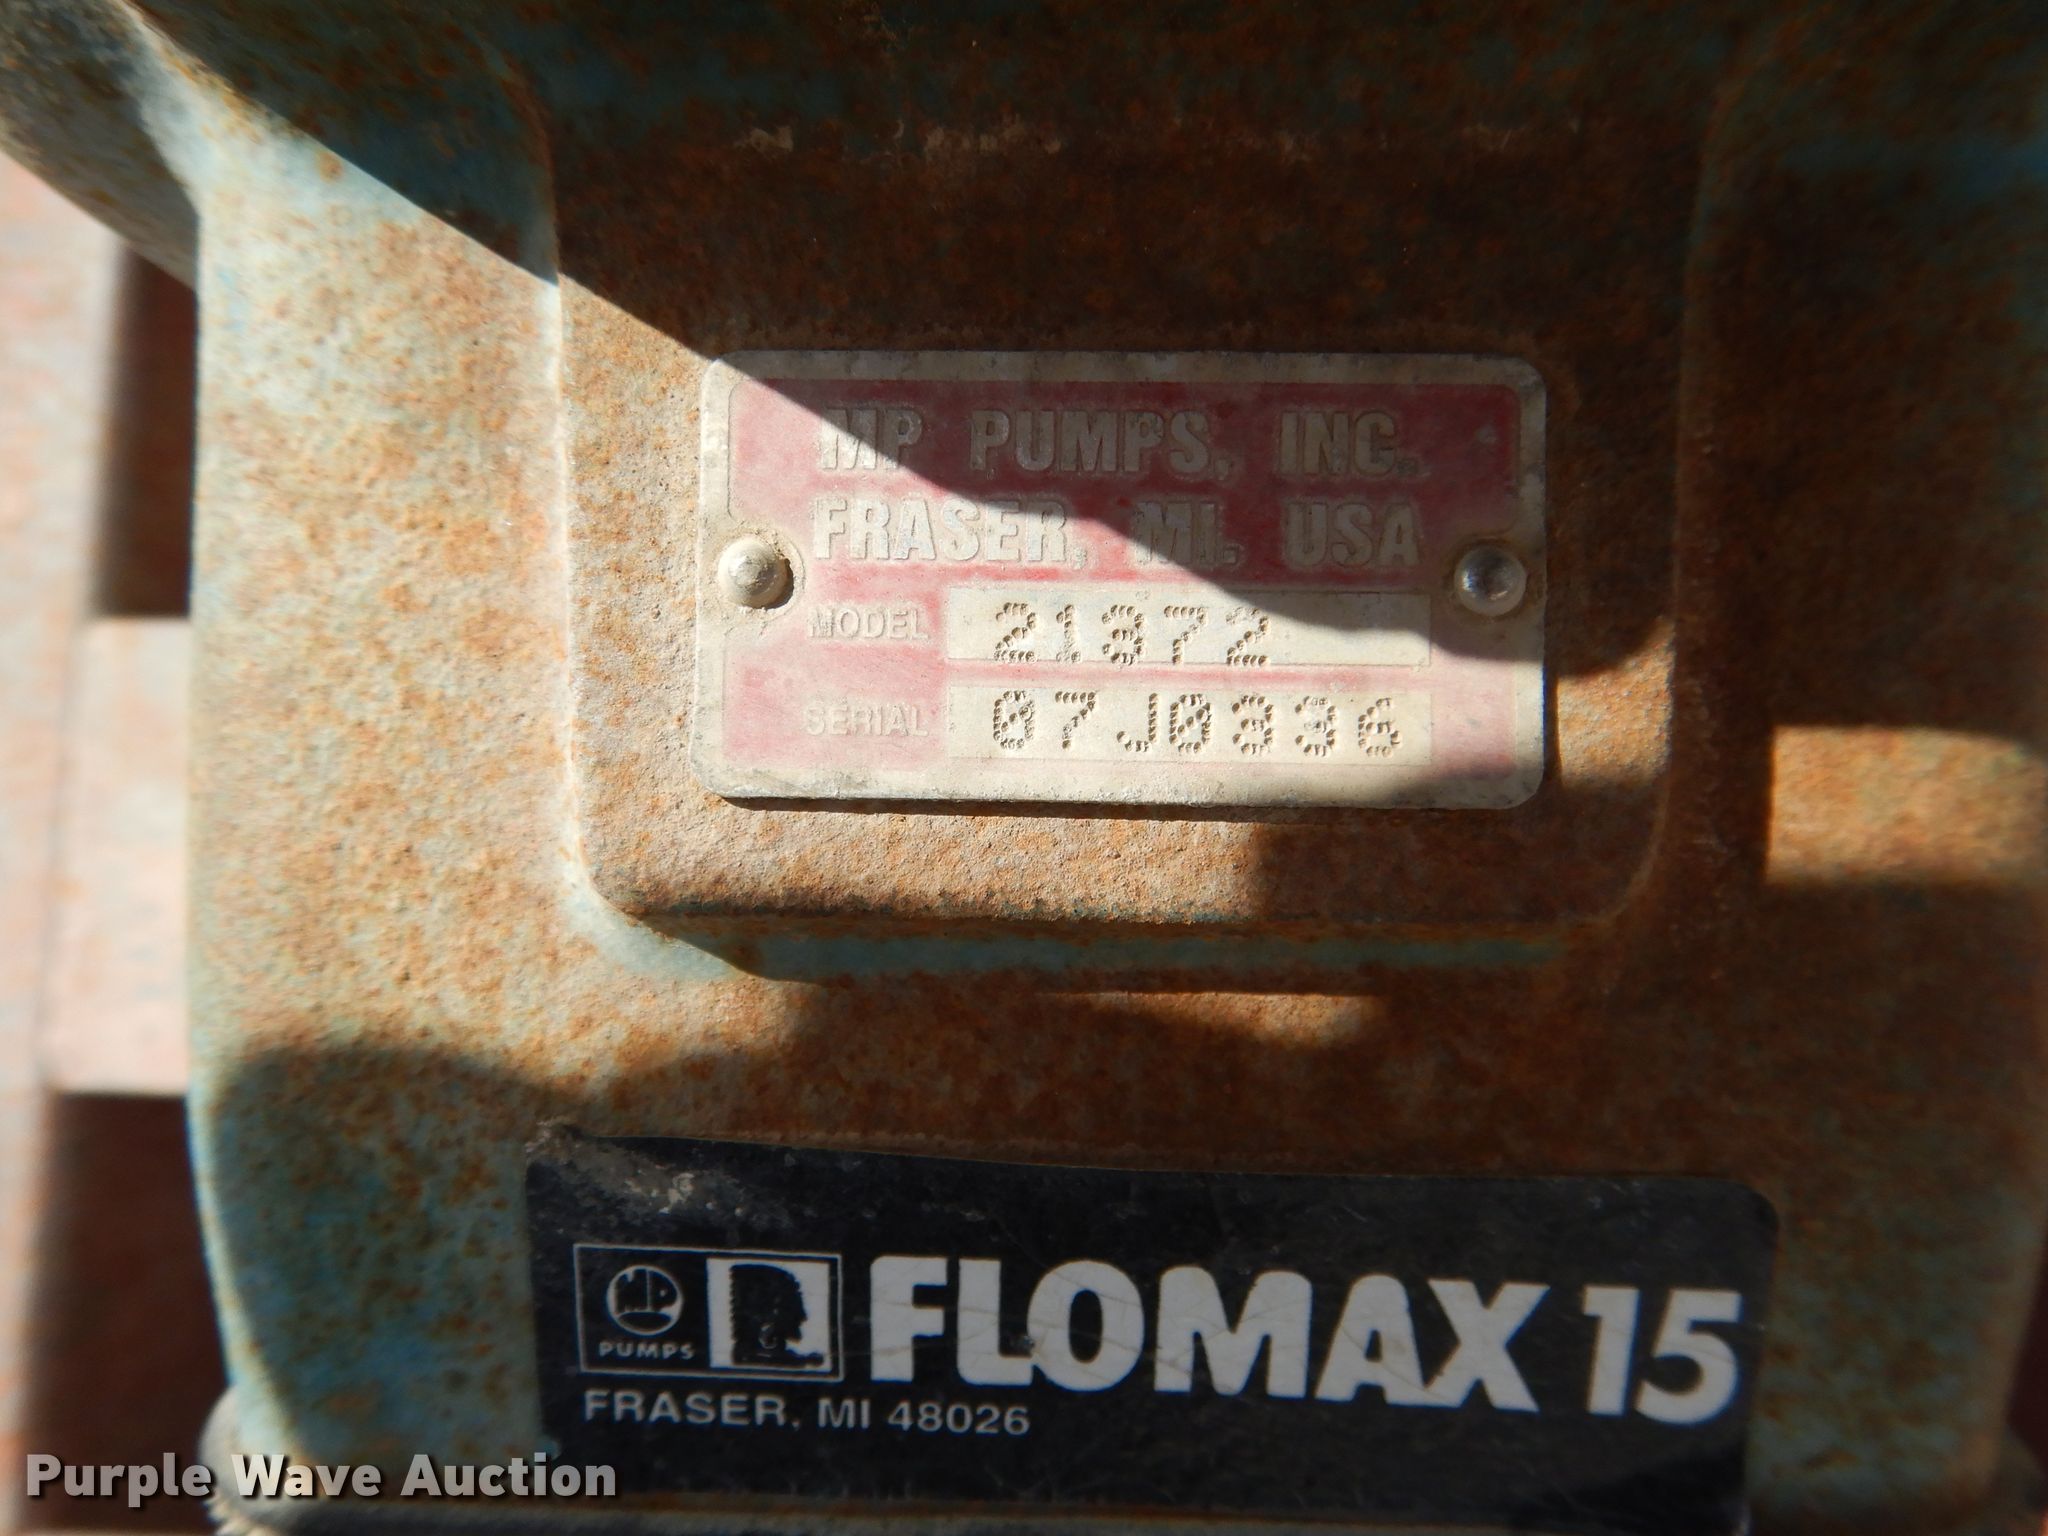 MP PUMPS, INC.
FRASER, MI. USA
MODEL 21372
SERIAL 07J0336
MP
PUMPS
FLOMAX 15
FRASER, MI 48026
Purple Wave Auction